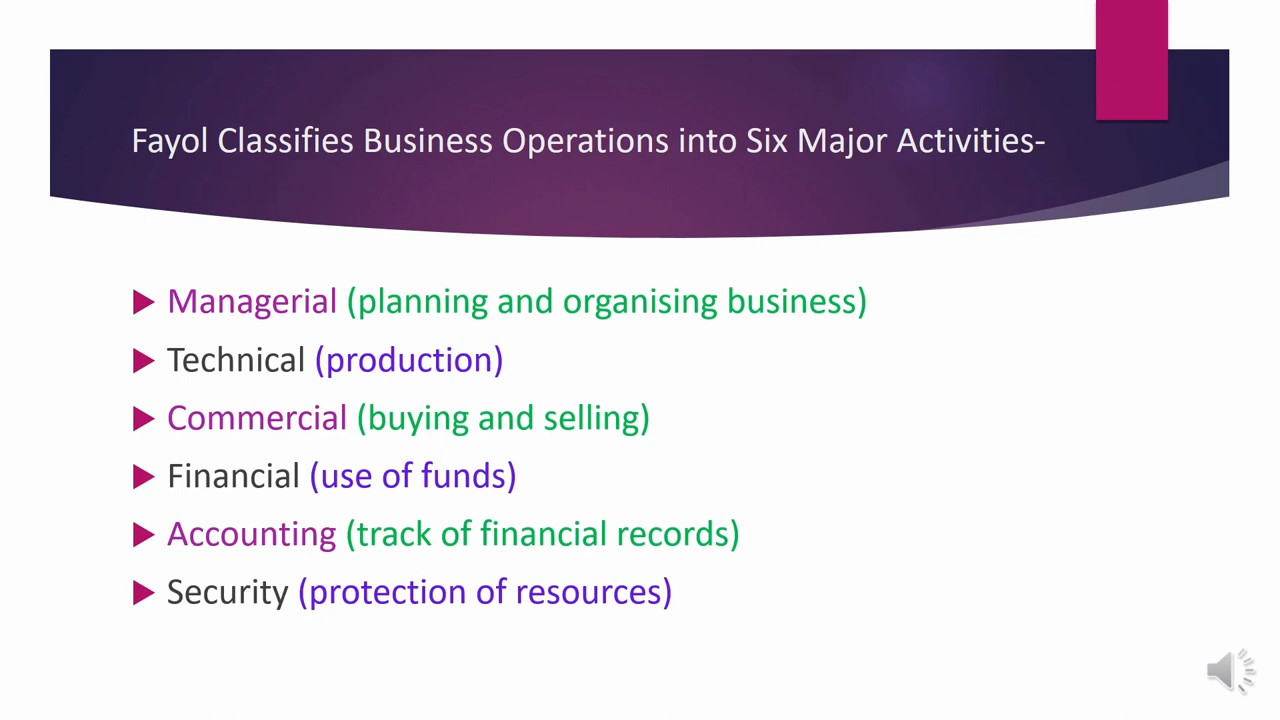 Fayol Classifies Business Operations into Six Major Activities-
Managerial (planning and organising business)
Technical (production)
Commercial (buying and selling)
Financial (use of funds)
Accounting (track of financial records)
Security (protection of resources)